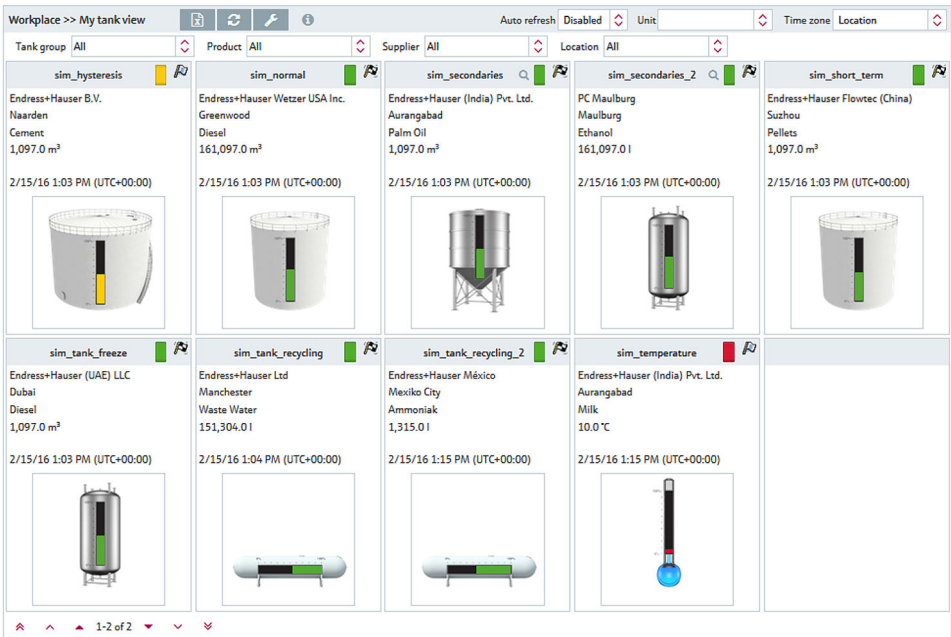 Workplace >> My tank view
Auto refresh Disabled Unit Time zone Location
Tank group All Product All Supplier All Location All
sim_hysteresis
Endress+Hauser B.V.
Naarden
Cement
1,097.0 m³
2/15/16 1:03 PM (UTC+00:00)
sim_normal
Endress+Hauser Wetzer USA Inc.
Greenwood
Diesel
161,097.0 m³
2/15/16 1:03 PM (UTC+00:00)
sim_secondaries
Endress+Hauser (India) Pvt. Ltd.
Aurangabad
Palm Oil
1,097.0 m³
2/15/16 1:03 PM (UTC+00:00)
sim_secondaries_2
PC Maulburg
Maulburg
Ethanol
161,097.0 l
2/15/16 1:03 PM (UTC+00:00)
sim_short_term
Endress+Hauser Flowtec (China)
Suzhou
Pellets
1,097.0 m³
2/15/16 1:03 PM (UTC+00:00)
sim_tank_freeze
Endress+Hauser (UAE) LLC
Dubai
Diesel
1,097.0 m³
2/15/16 1:03 PM (UTC+00:00)
sim_tank_recycling
Endress+Hauser Ltd
Manchester
Waste Water
151,304.0 l
2/15/16 1:04 PM (UTC+00:00)
sim_tank_recycling_2
Endress+Hauser México
Mexiko City
Ammoniak
1,315.0 l
2/15/16 1:15 PM (UTC+00:00)
sim_temperature
Endress+Hauser (India) Pvt. Ltd.
Aurangabad
Milk
10.0 °C
2/15/16 1:15 PM (UTC+00:00)
1-2 of 2